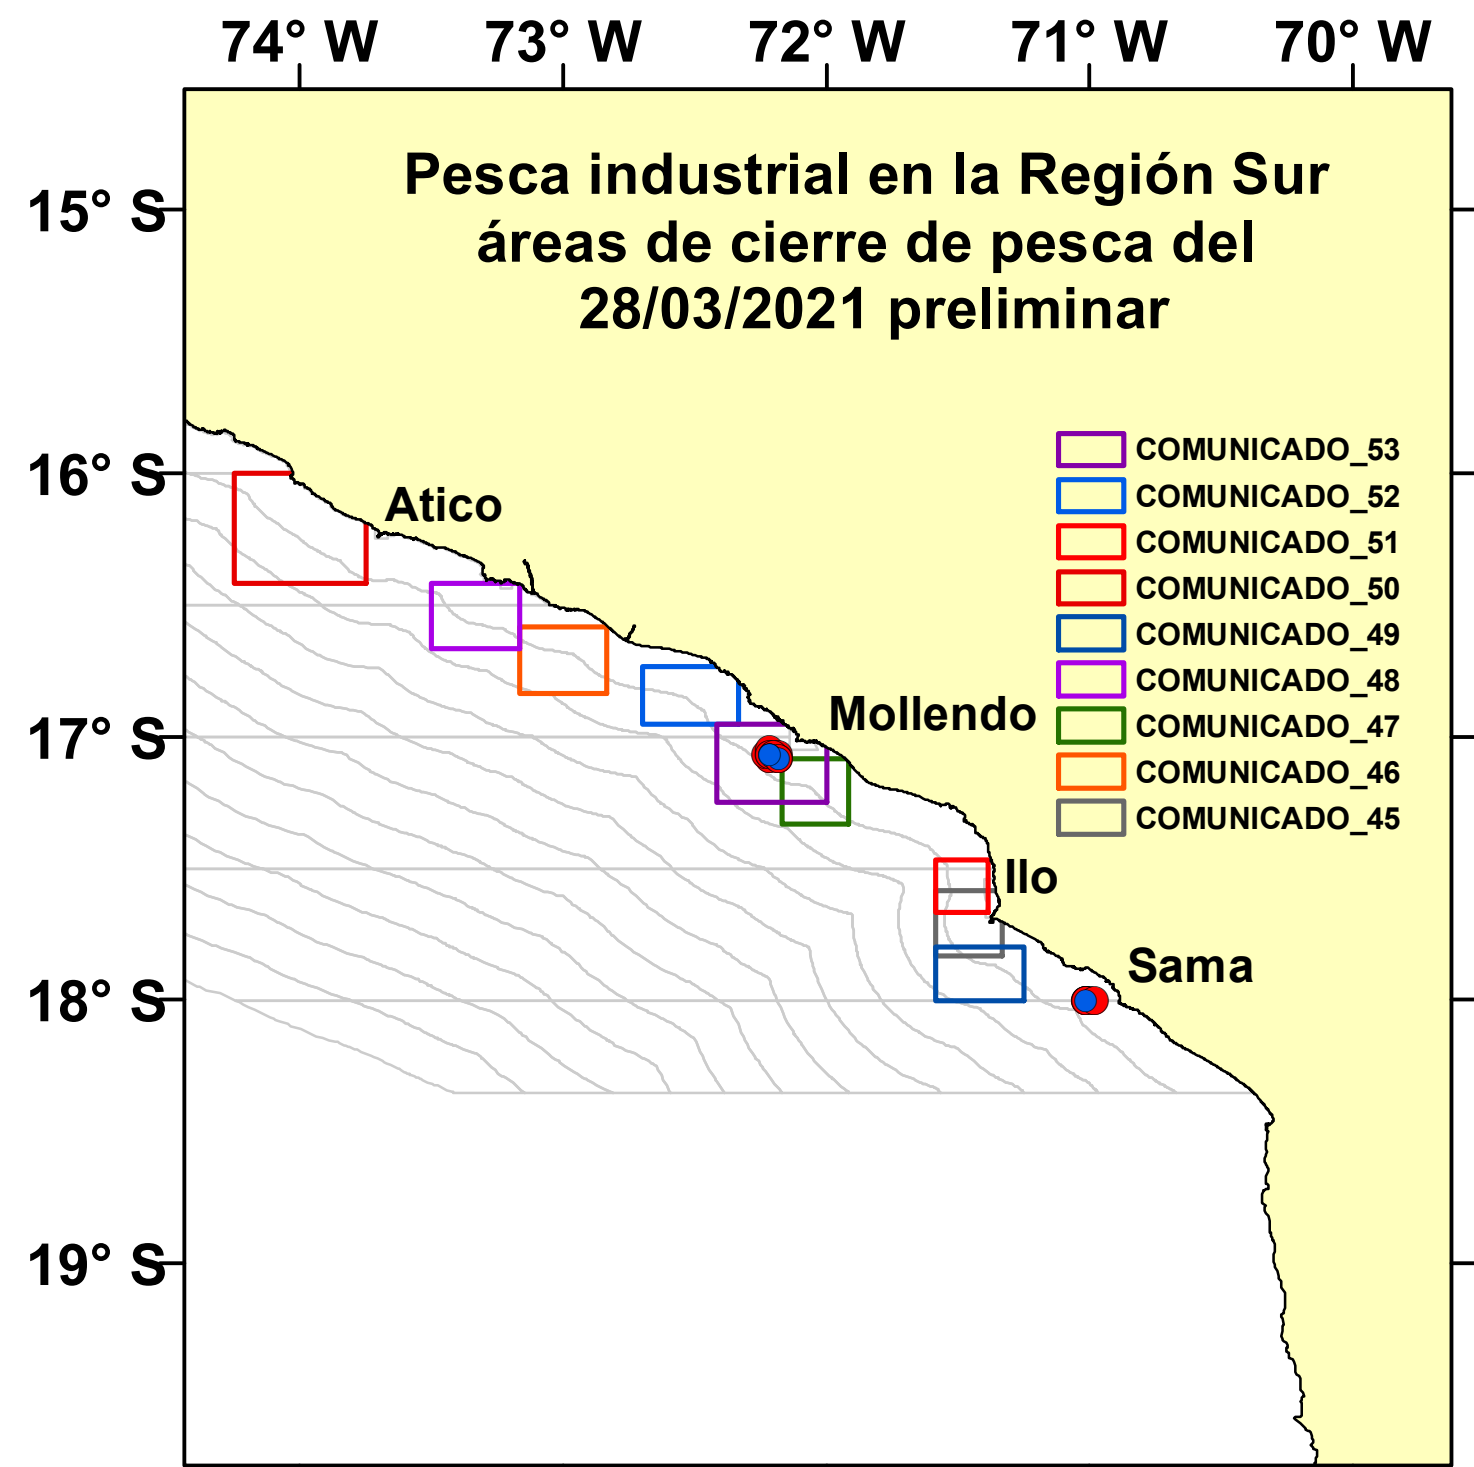 74° W 73° W 72° W 71° W 70° W
Pesca industrial en la Región Sur
áreas de cierre de pesca del
28/03/2021 preliminar
15° S
16° S
17° S
18° S
19° S
Atico
Mollendo
Ilo
Sama
COMUNICADO_53
COMUNICADO_52
COMUNICADO_51
COMUNICADO_50
COMUNICADO_49
COMUNICADO_48
COMUNICADO_47
COMUNICADO_46
COMUNICADO_45